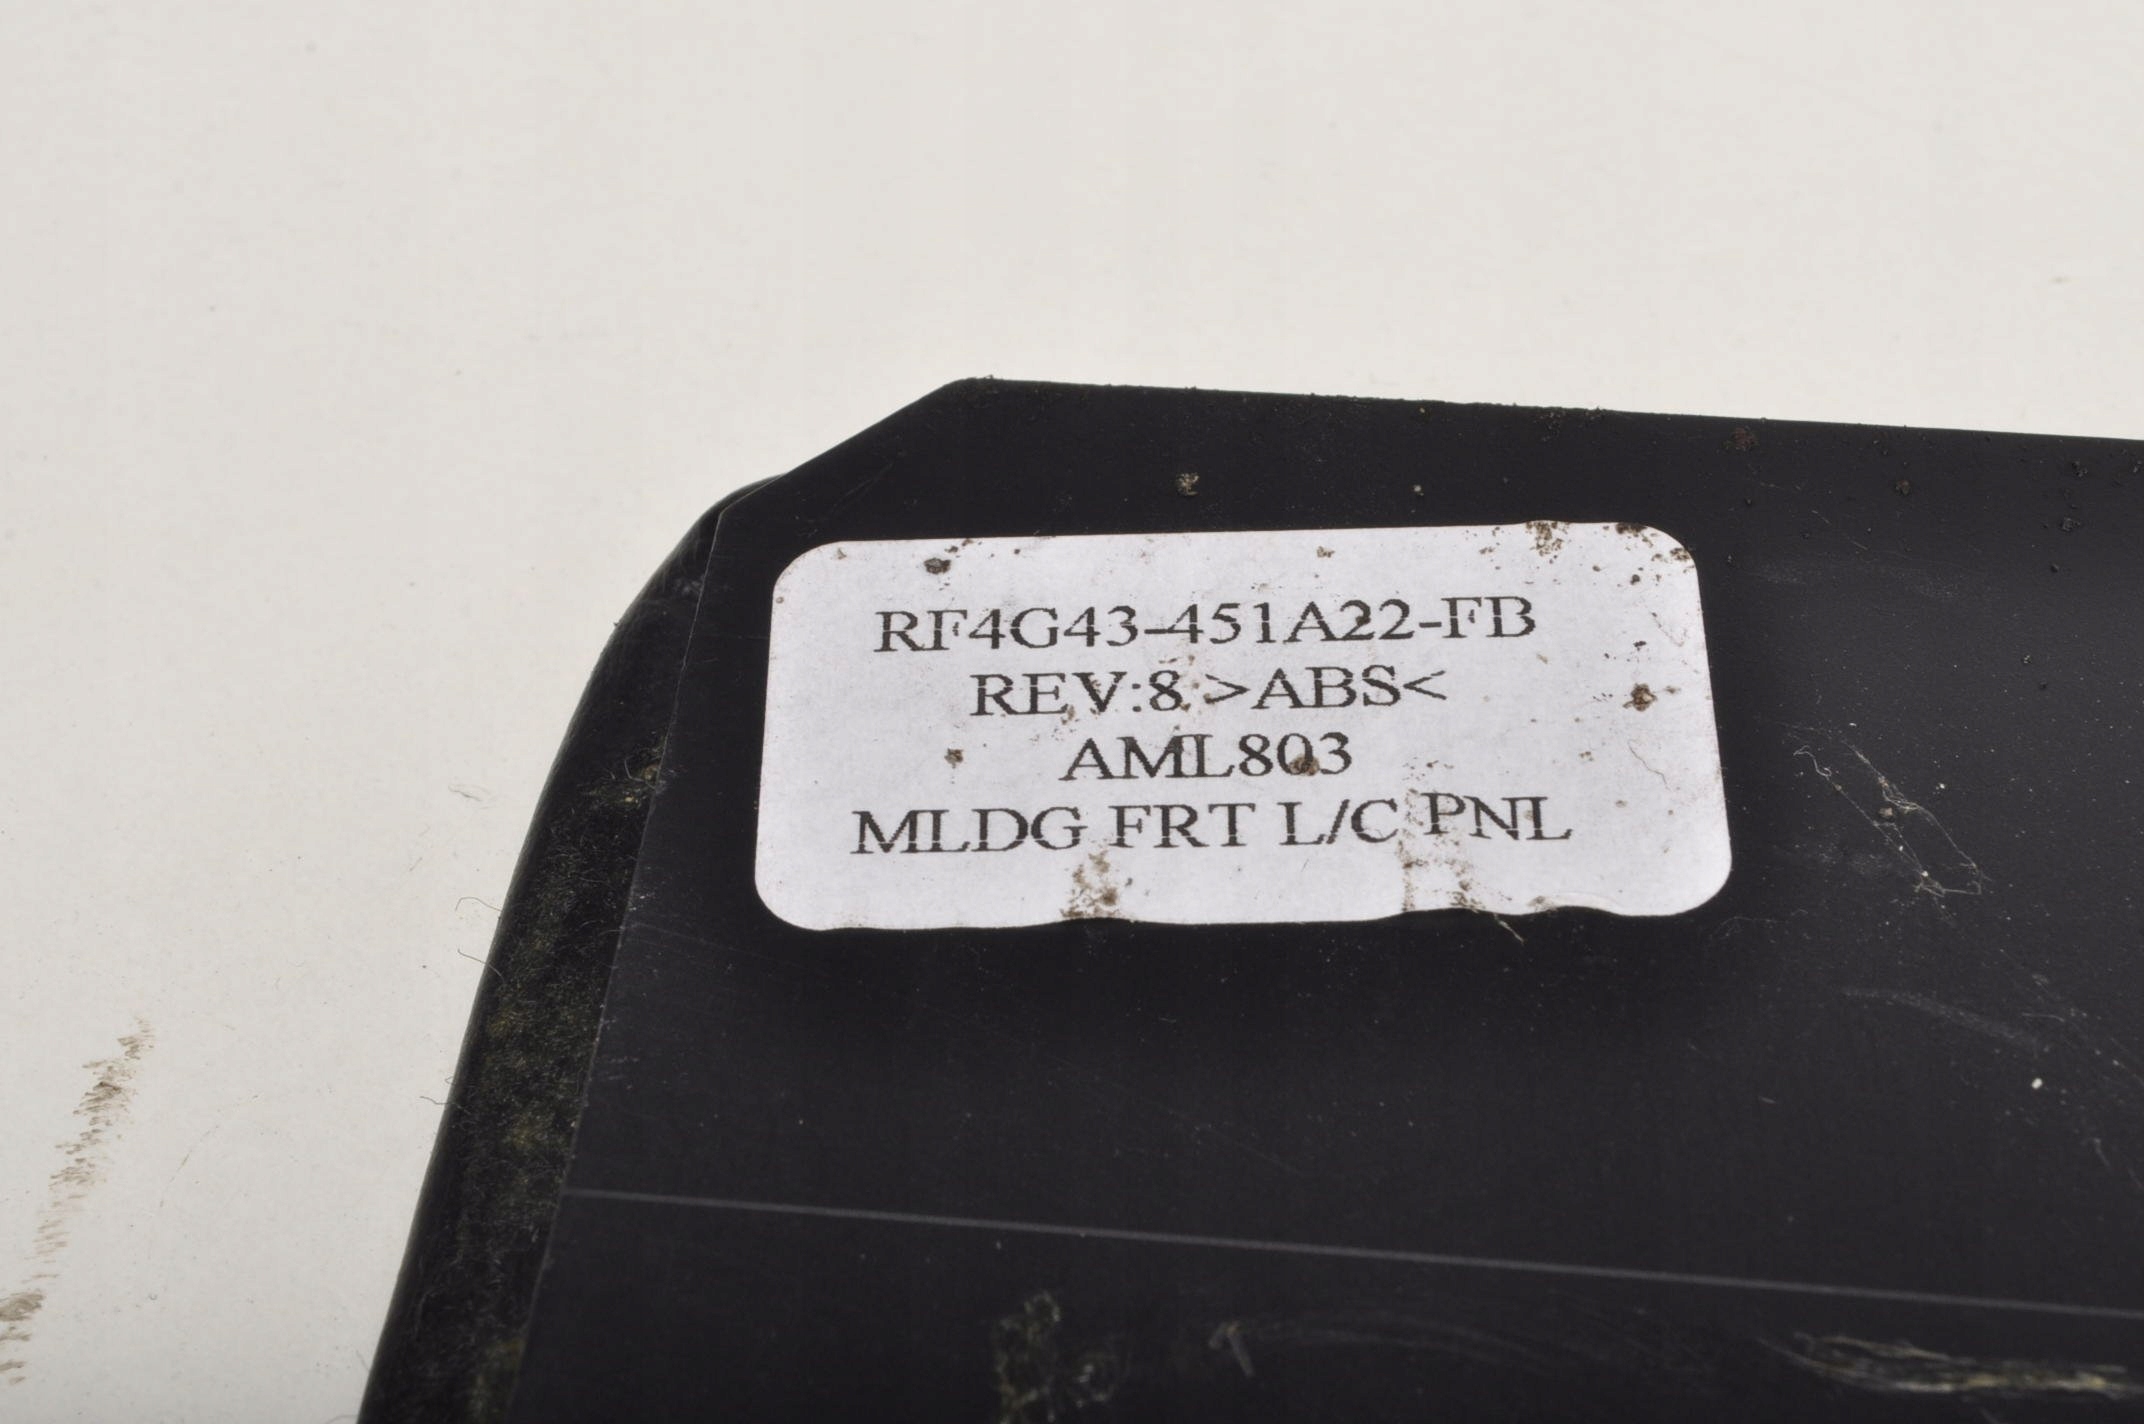 RF4G43-451A22-FB
REV:8 >ABS<
AML803
MLDG FRT L/C PNL